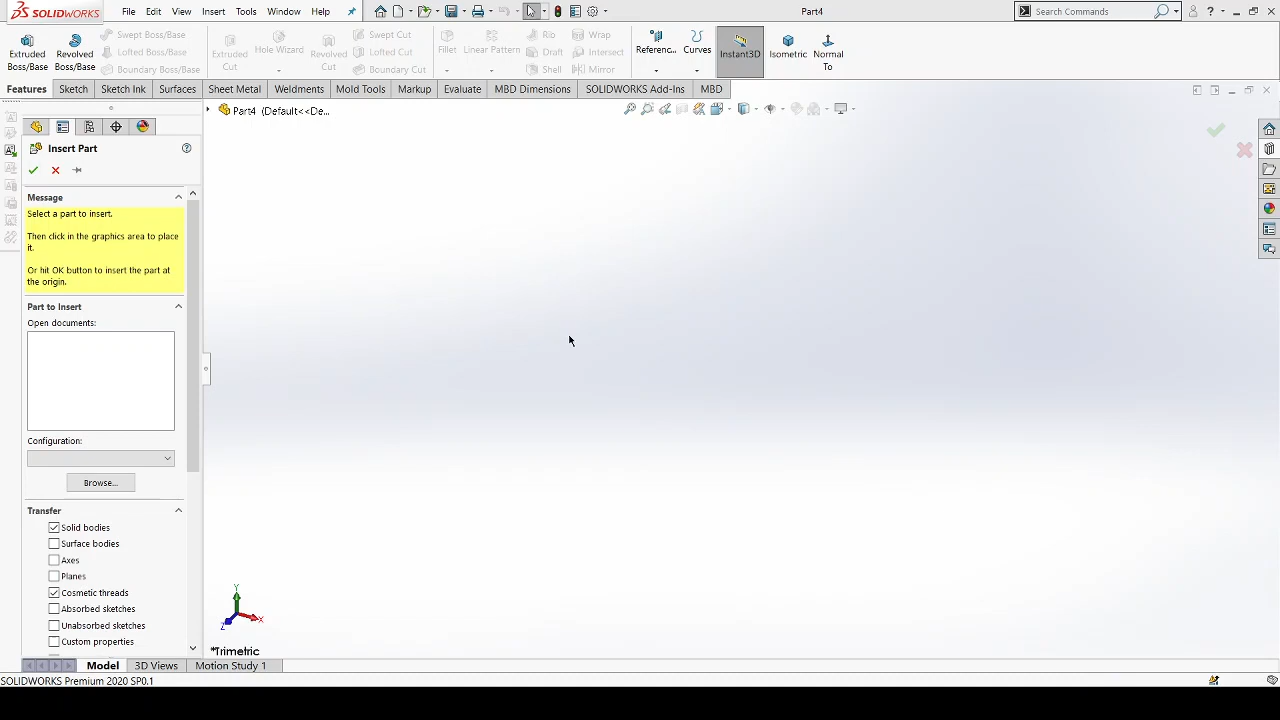 SOLIDWORKS
File
Edit
View
Insert
Tools
Window
Help
Part4
Search Commands
Extruded
Boss/Base
Revolved
Boss/Base
Swept Boss/Base
Lofted Boss/Base
Boundary Boss/Base
Extruded
Cut
Hole Wizard
Revolved
Cut
Swept Cut
Lofted Cut
Boundary Cut
Fillet
Linear Pattern
Rib
Draft
Shell
Wrap
Intersect
Mirror
Referenc...
Curves
Instant3D
Isometric
Normal
To
Features
Sketch
Sketch Ink
Surfaces
Sheet Metal
Weldments
Mold Tools
Markup
Evaluate
MBD Dimensions
SOLIDWORKS Add-Ins
MBD
Part4 (Default<<De...
Insert Part
Message
Select a part to insert.
Then click in the graphics area to place
it.
Or hit OK button to insert the part at
the origin.
Part to Insert
Open documents:
Configuration:
Browse...
Transfer
Solid bodies
Surface bodies
Axes
Planes
Cosmetic threads
Absorbed sketches
Unabsorbed sketches
Custom properties
Y
X
Z
*Trimetric
Model
3D Views
Motion Study 1
SOLIDWORKS Premium 2020 SP0.1